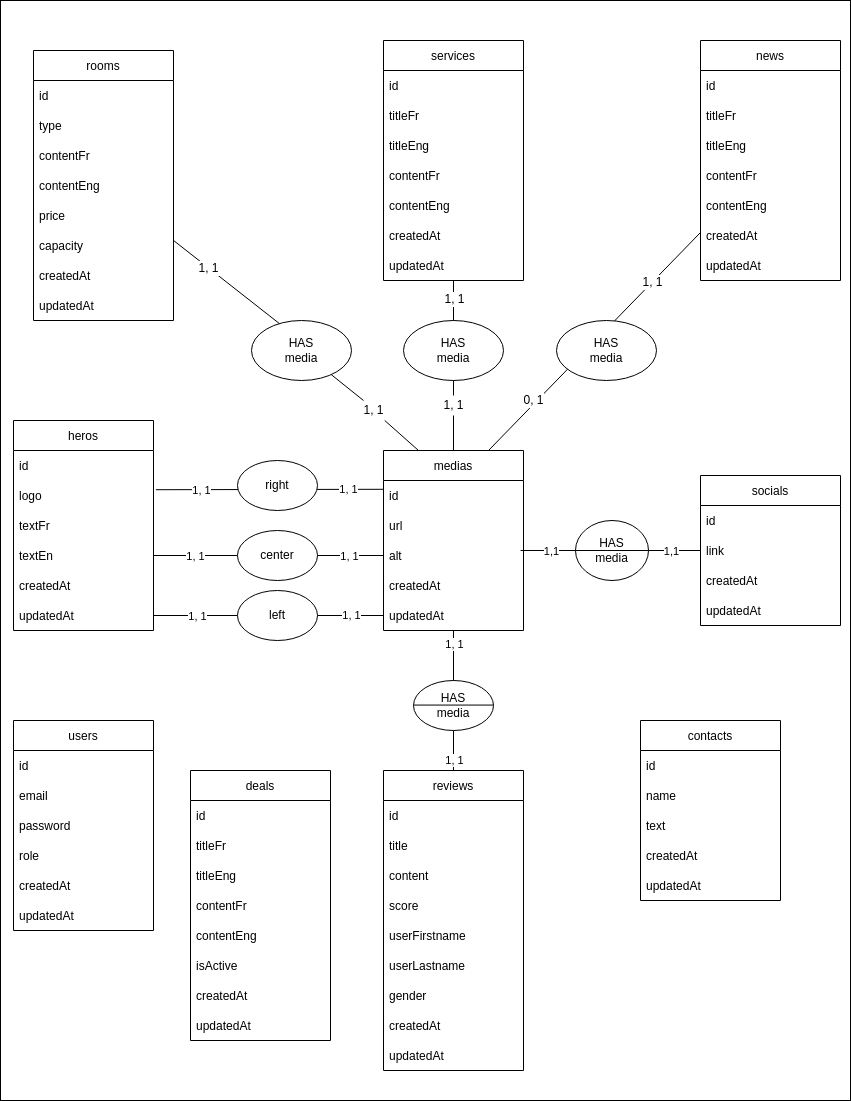 rooms
id
type
contentFr
contentEng
price
capacity
createdAt
updatedAt
services
id
titleFr
titleEng
contentFr
contentEng
createdAt
updatedAt
news
id
titleFr
titleEng
contentFr
contentEng
createdAt
updatedAt
1, 1
1, 1
1, 1
HAS
media
HAS
media
HAS
media
1, 1
1, 1
0, 1
heros
id
logo
textFr
textEn
createdAt
updatedAt
1, 1
right
1, 1
1, 1
center
1, 1
1, 1
left
1, 1
medias
id
url
alt
createdAt
updatedAt
1,1
HAS
media
1,1
socials
id
link
createdAt
updatedAt
1, 1
HAS
media
1, 1
users
id
email
password
role
createdAt
updatedAt
deals
id
titleFr
titleEng
contentFr
contentEng
isActive
createdAt
updatedAt
reviews
id
title
content
score
userFirstname
userLastname
gender
createdAt
updatedAt
contacts
id
name
text
createdAt
updatedAt